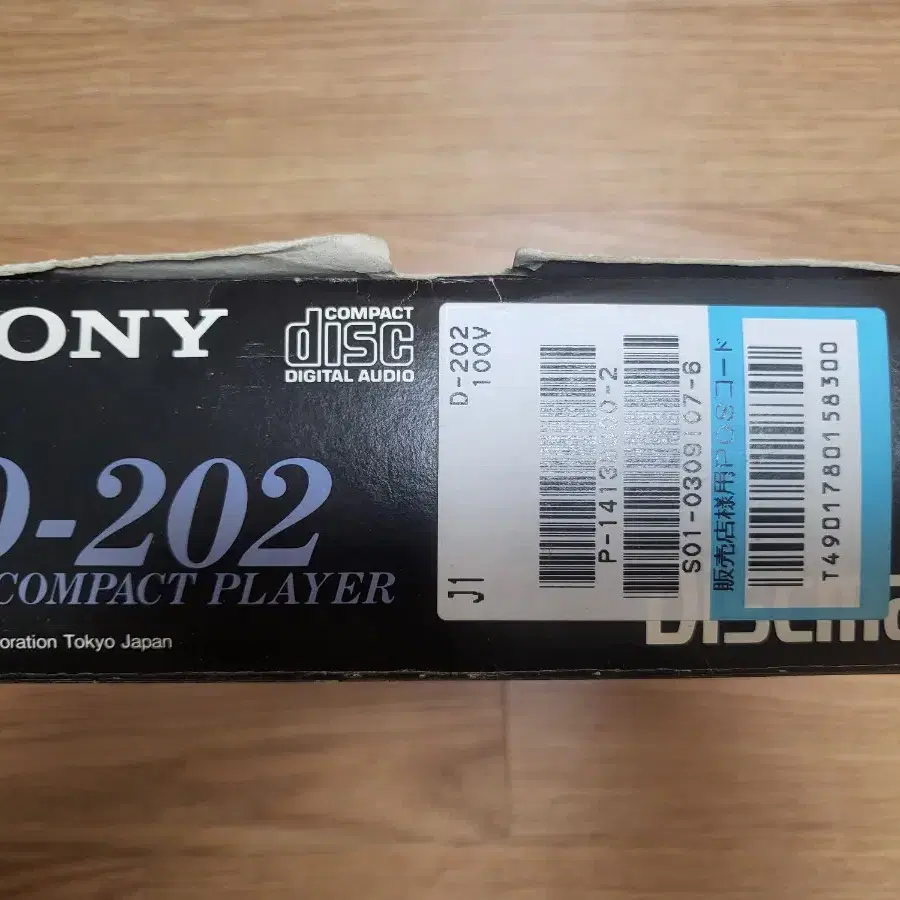 ONY
COMPACT
disc
DIGITAL AUDIO
-202
COMPACT PLAYER
oration Tokyo Japan
D-202
100V
J1
S01-0309107-6
販売店様用POSコード
T4901780158300